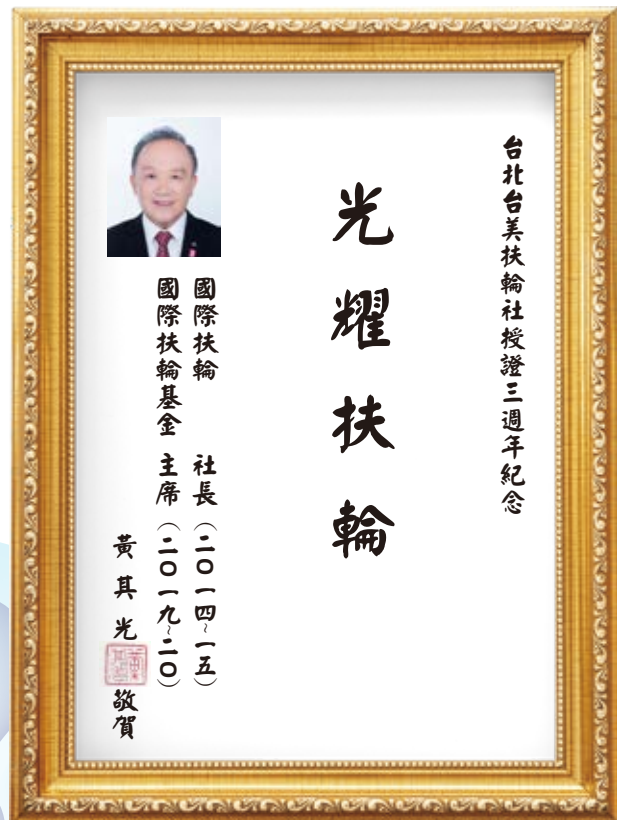 台北台美扶輪社授證三週年紀念
光耀扶輪
國際扶輪 社長(二〇一四~一五)
國際扶輪基金 主席(二〇一九~二〇)
黃其光 敬賀